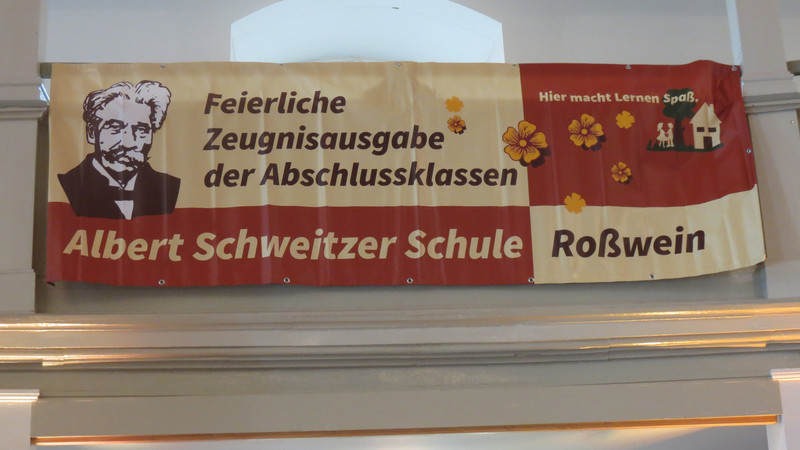 Feierliche
Zeugnisausgabe
der Abschlussklassen
Hier macht Lernen Spaß.
Albert Schweitzer Schule
Roßwein